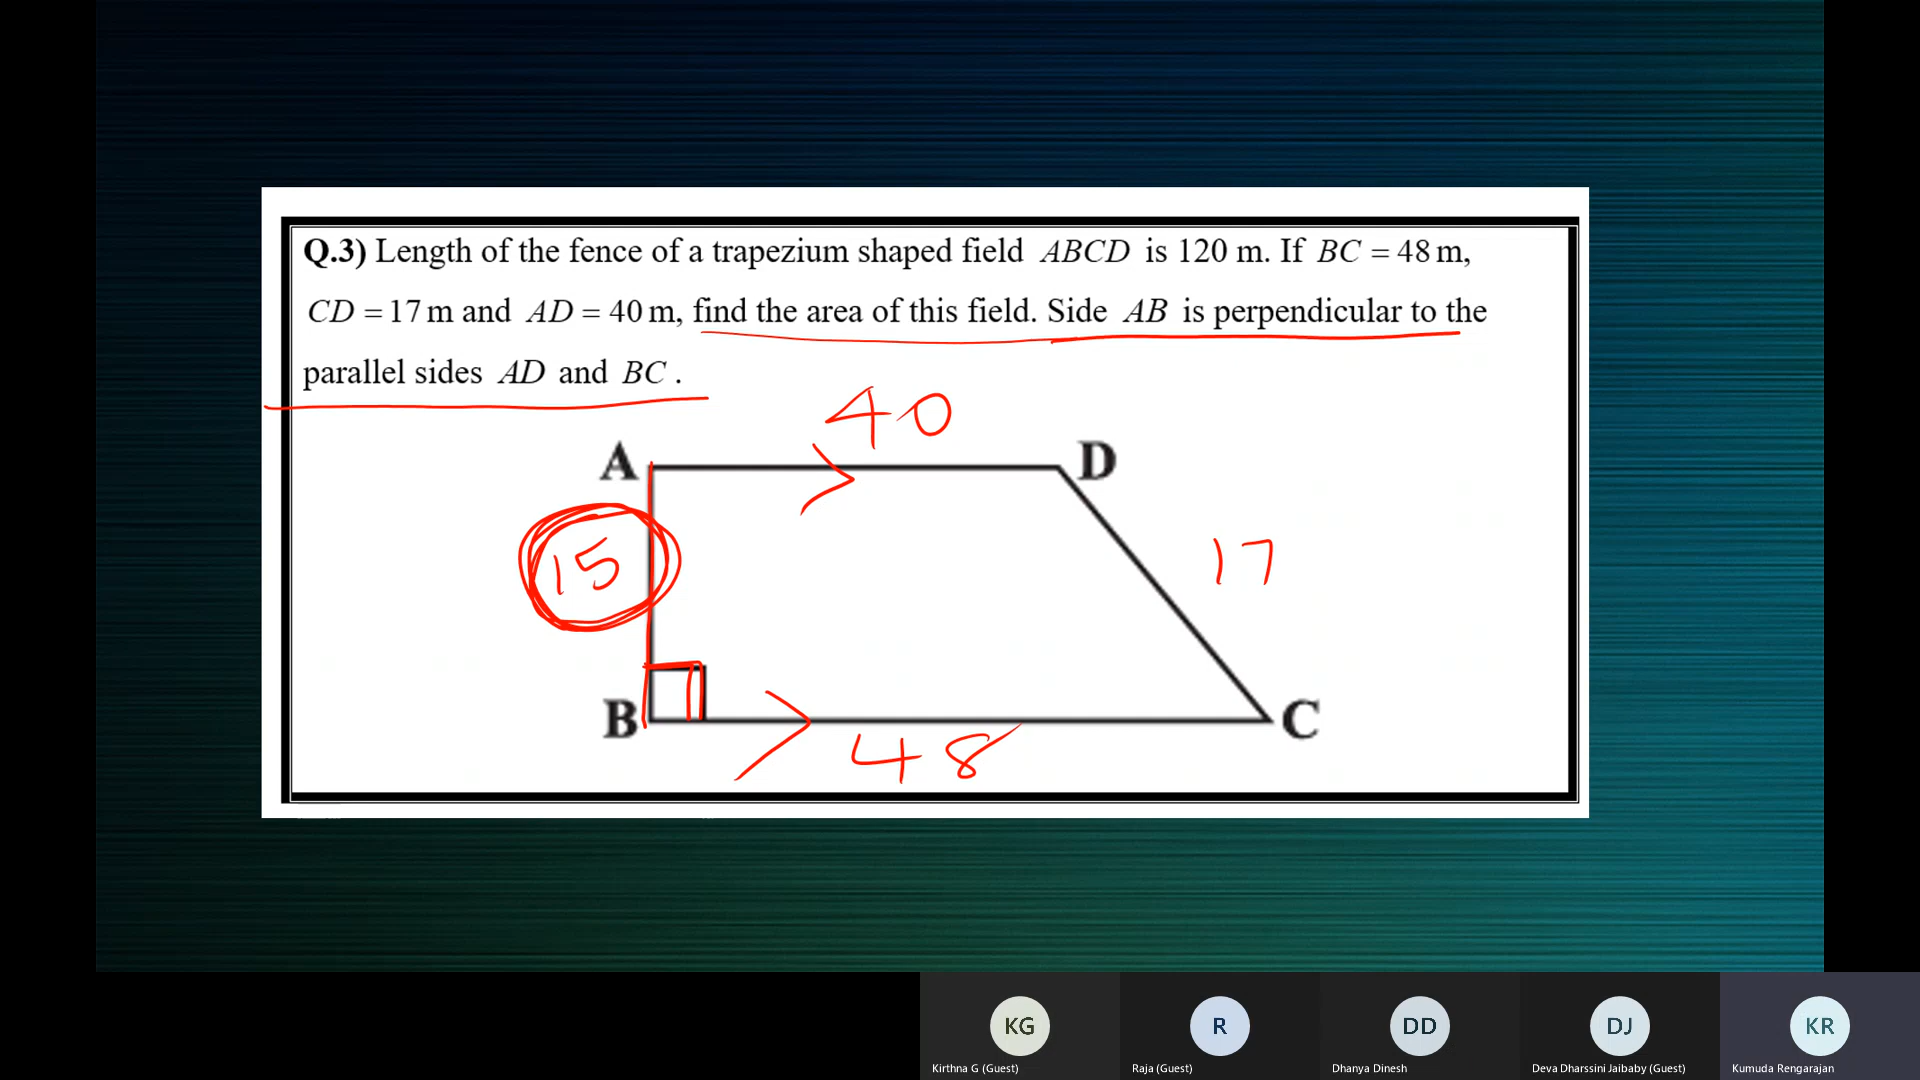 Q.3) Length of the fence of a trapezium shaped field ABCD is 120 m. If BC = 48 m,
CD = 17 m and AD = 40 m, find the area of this field. Side AB is perpendicular to the
parallel sides AD and BC .
40
A
D
15
17
B
C
48
KG
R
DD
DJ
KR
Kirthna G (Guest)
Raja (Guest)
Dhanya Dinesh
Deva Dharssini Jaibaby (Guest)
Kumuda Rengarajan